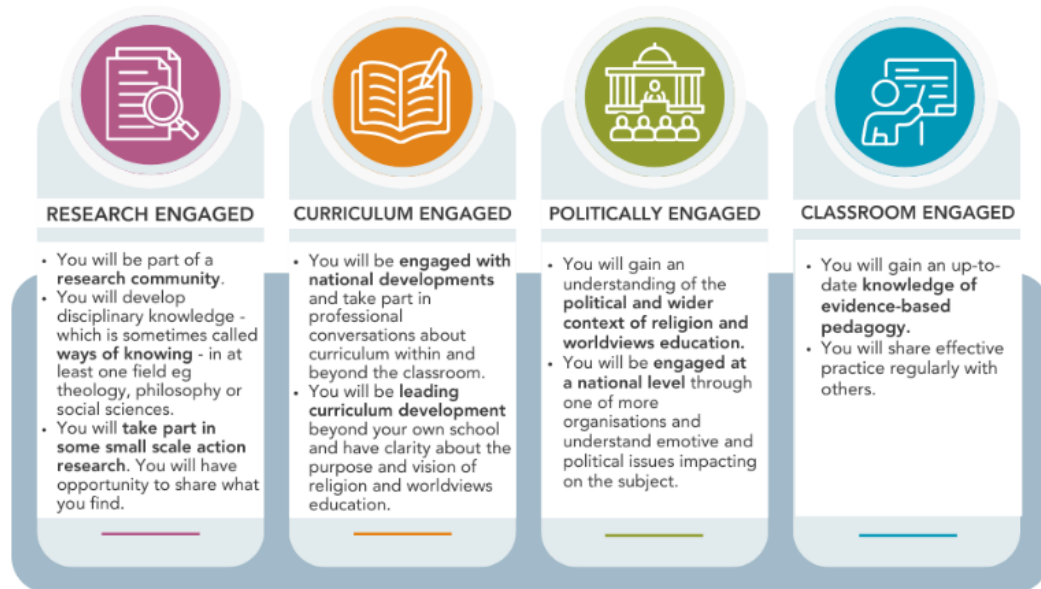 RESEARCH ENGAGED
• You will be part of a
research community.
• You will develop
disciplinary knowledge -
which is sometimes called
ways of knowing - in at
least one field eg
theology, philosophy or
social sciences.
• You will take part in
some small scale action
research. You will have
opportunity to share what
you find.
CURRICULUM ENGAGED
• You will be engaged with
national developments
and take part in
professional
conversations about
curriculum within and
beyond the classroom.
• You will be leading
curriculum development
beyond your own school
and have clarity about the
purpose and vision of
religion and worldviews
education.
POLITICALLY ENGAGED
• You will gain an
understanding of the
political and wider
context of religion and
worldviews education.
• You will be engaged at
a national level through
one of more
organisations and
understand emotive and
political issues impacting
on the subject.
CLASSROOM ENGAGED
• You will gain an up-to-
date knowledge of
evidence-based
pedagogy.
• You will share effective
practice regularly with
others.